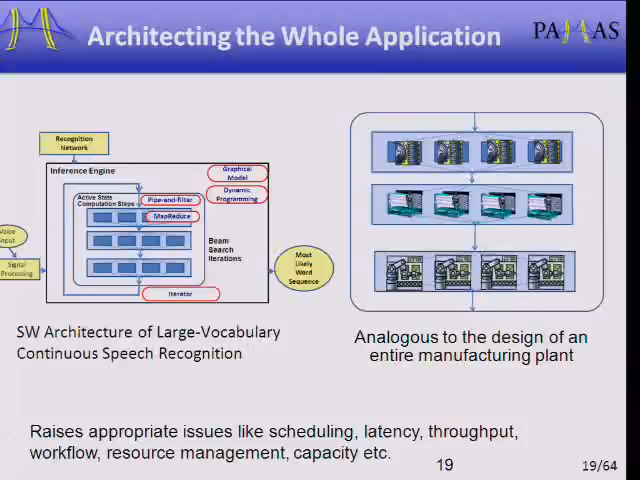 Architecting the Whole Application
PA AS
Recognition
Network
Inference Engine
Graphical
Model
Dynamic
Programming
Active State
Computation Steps
Pipe-and-filter
MapReduce
Voice
Input
Signal
Processing
Beam
Search
Iterations
Iterator
Most
Likely
Word
Sequence
SW Architecture of Large-Vocabulary
Continuous Speech Recognition
Analogous to the design of an
entire manufacturing plant
Raises appropriate issues like scheduling, latency, throughput,
workflow, resource management, capacity etc.
19
19/64